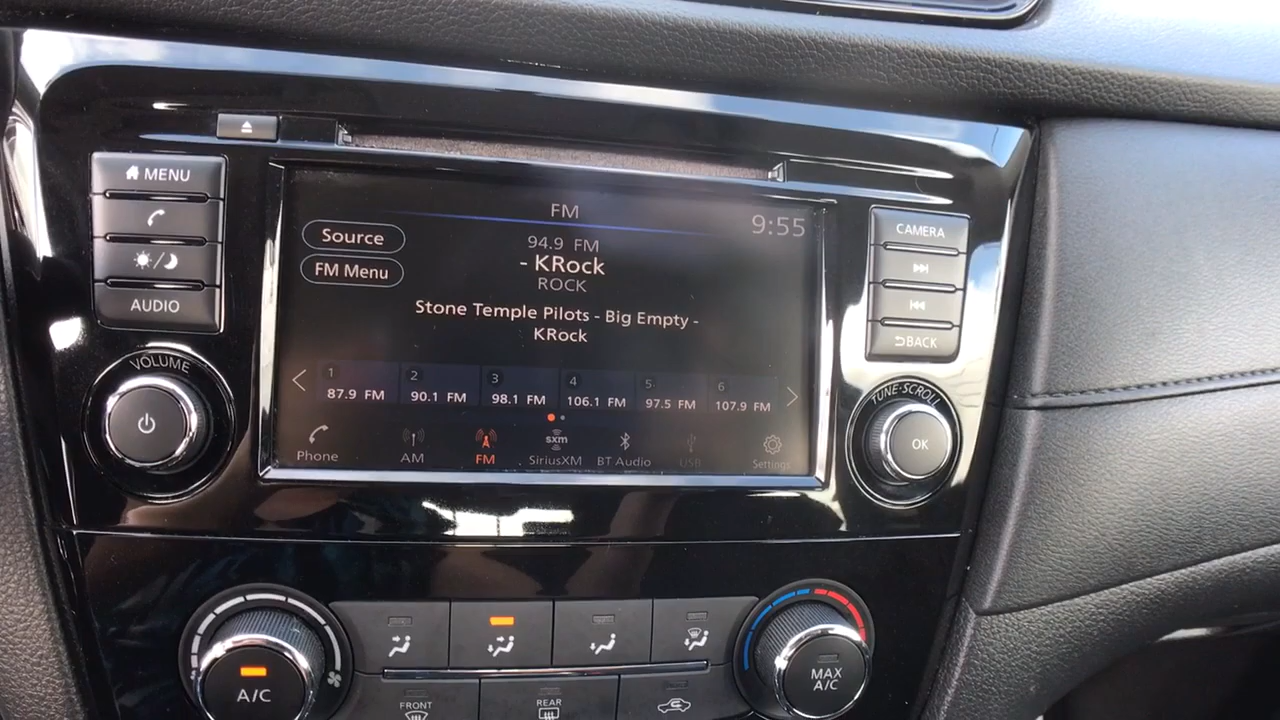 MENU
AUDIO
VOLUME
FM
9:55
Source
FM Menu
94.9 FM
- KRock
ROCK
Stone Temple Pilots - Big Empty -
KRock
1
87.9 FM
2
90.1 FM
3
98.1 FM
4
106.1 FM
5
97.5 FM
6
107.9 FM
Phone
AM
FM
sxm
SiriusXM
BT Audio
USB
Settings
CAMERA
BACK
TUNE·SCROLL
OK
A/C
FRONT
REAR
MAX
A/C